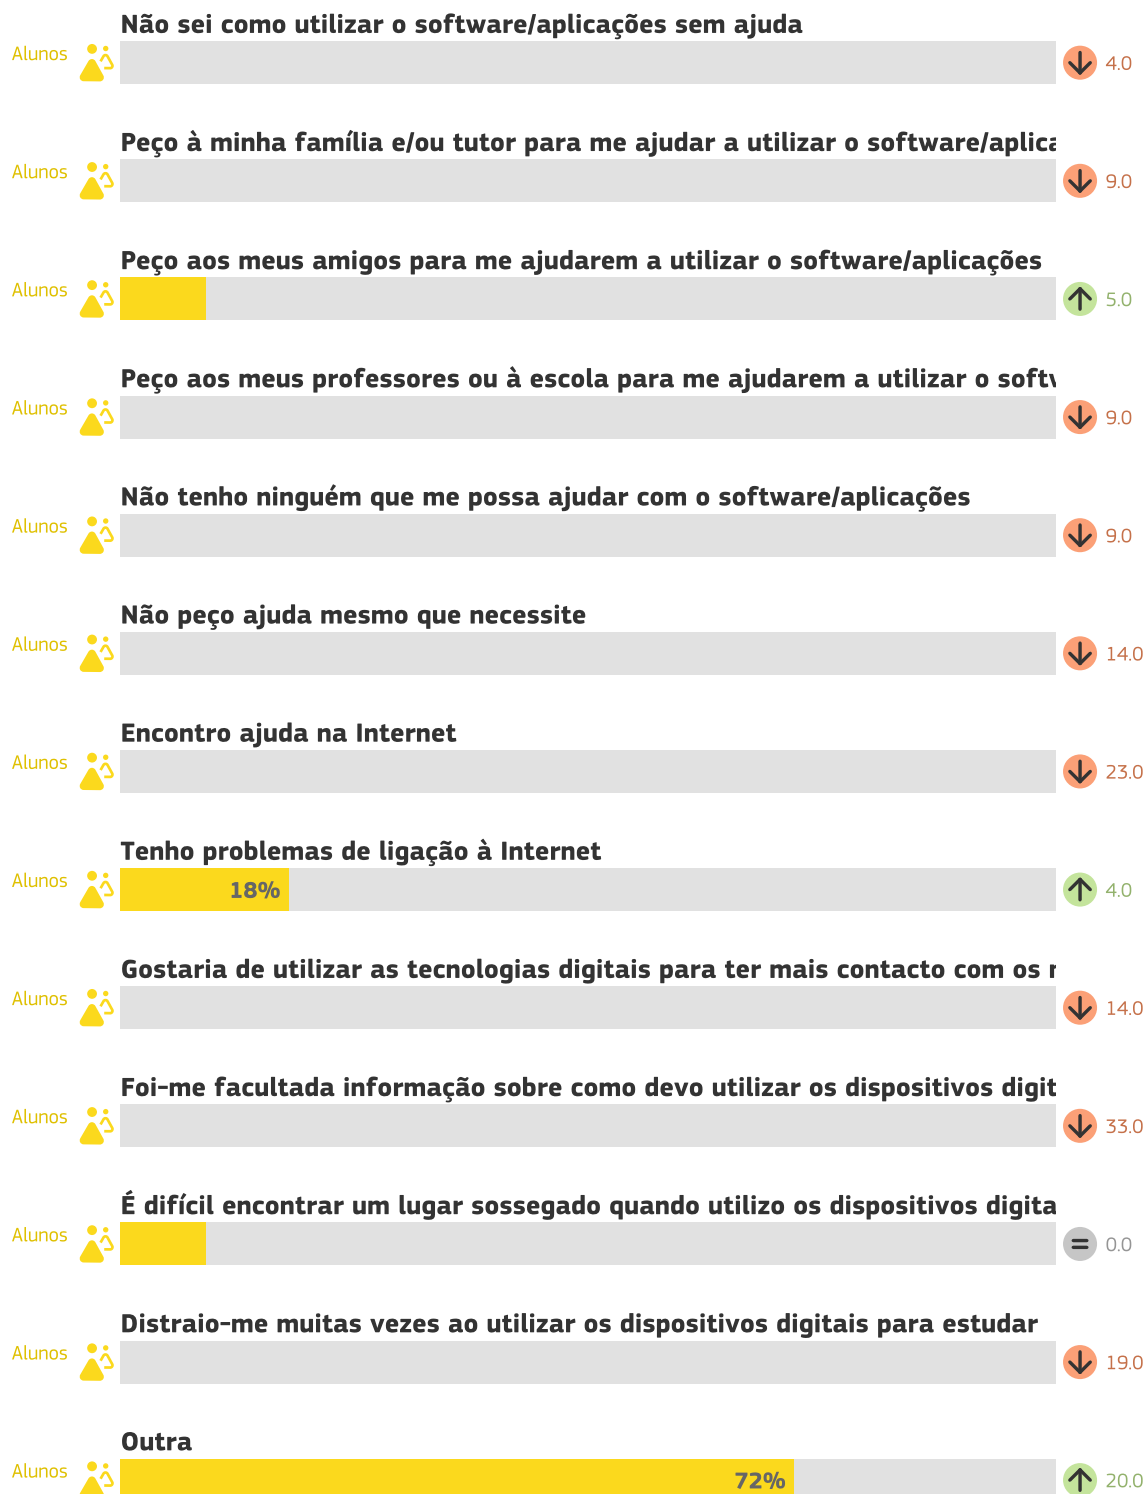 Não sei como utilizar o software/aplicações sem ajuda
Alunos 4.0
Peço à minha família e/ou tutor para me ajudar a utilizar o software/aplica
Alunos 9.0
Peço aos meus amigos para me ajudarem a utilizar o software/aplicações
Alunos 5.0
Peço aos meus professores ou à escola para me ajudarem a utilizar o soft
Alunos 9.0
Não tenho ninguém que me possa ajudar com o software/aplicações
Alunos 9.0
Não peço ajuda mesmo que necessite
Alunos 14.0
Encontro ajuda na Internet
Alunos 23.0
Tenho problemas de ligação à Internet
Alunos 18% 4.0
Gostaria de utilizar as tecnologias digitais para ter mais contacto com os
Alunos 14.0
Foi-me facultada informação sobre como devo utilizar os dispositivos digit
Alunos 33.0
É difícil encontrar um lugar sossegado quando utilizo os dispositivos digita
Alunos = 0.0
Distraio-me muitas vezes ao utilizar os dispositivos digitais para estudar
Alunos 19.0
Outra
Alunos 72% 20.0